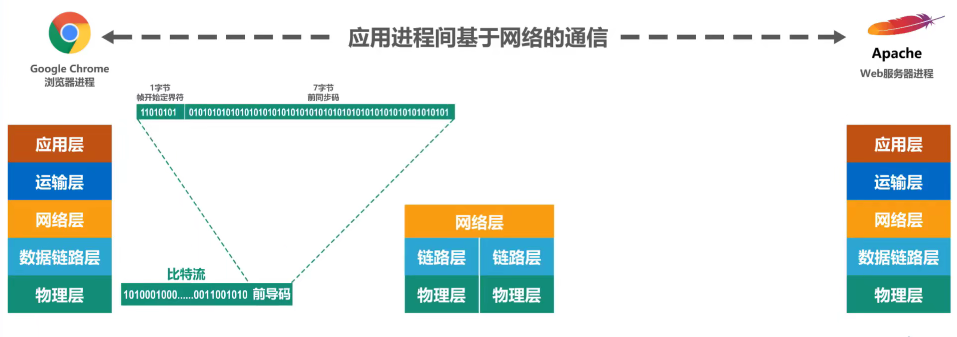 应用进程间基于网络的通信
Google Chrome
浏览器进程
Apache
Web服务器进程
1字节
帧开始定界符
7字节
前同步码
11010101
01010101010101010101010101010101010101010101010101010101
应用层
运输层
网络层
数据链路层
物理层
比特流
1010001000......0011001010 前导码
网络层
链路层 链路层
物理层 物理层
应用层
运输层
网络层
数据链路层
物理层